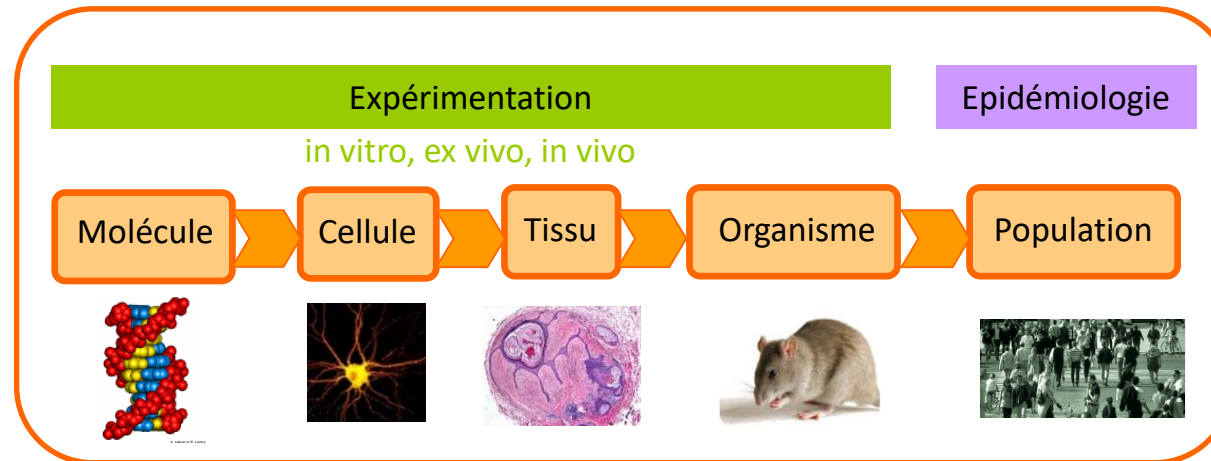 Expérimentation
Epidémiologie
in vitro, ex vivo, in vivo
Molécule
Cellule
Tissu
Organisme
Population